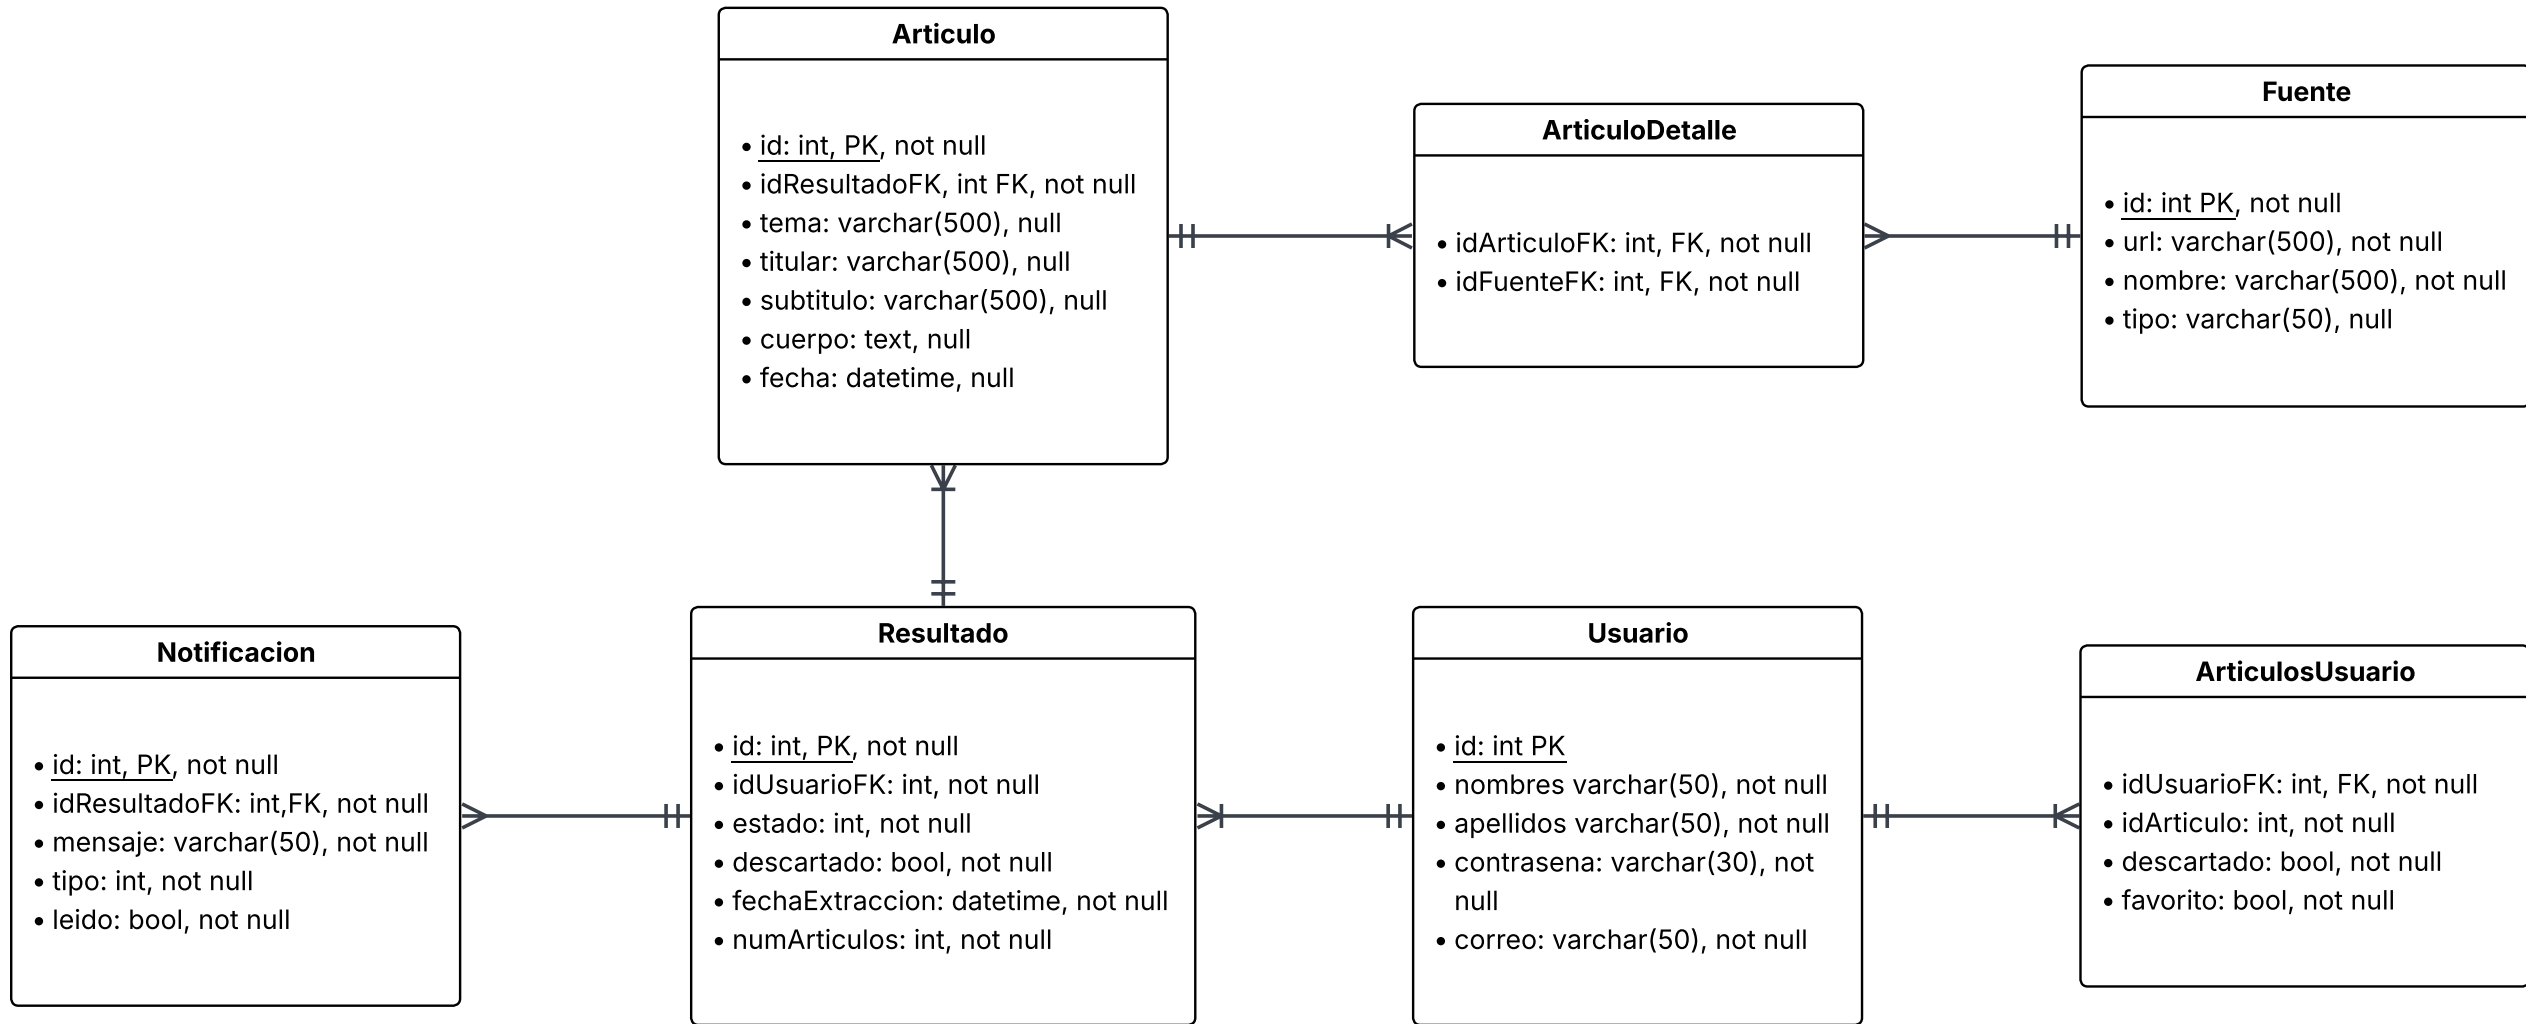 Articulo
• id: int, PK, not null
• idResultadoFK, int FK, not null
• tema: varchar(500), null
• titular: varchar(500), null
• subtitulo: varchar(500), null
• cuerpo: text, null
• fecha: datetime, null
ArticuloDetalle
• idArticuloFK: int, FK, not null
• idFuenteFK: int, FK, not null
Fuente
• id: int PK, not null
• url: varchar(500), not null
• nombre: varchar(500), not null
• tipo: varchar(50), null
Notificacion
• id: int, PK, not null
• idResultadoFK: int,FK, not null
• mensaje: varchar(50), not null
• tipo: int, not null
• leido: bool, not null
Resultado
• id: int, PK, not null
• idUsuarioFK: int, not null
• estado: int, not null
• descartado: bool, not null
• fechaExtraccion: datetime, not null
• numArticulos: int, not null
Usuario
• id: int PK
• nombres varchar(50), not null
• apellidos varchar(50), not null
• contrasena: varchar(30), not
null
• correo: varchar(50), not null
ArticulosUsuario
• idUsuarioFK: int, FK, not null
• idArticulo: int, not null
• descartado: bool, not null
• favorito: bool, not null